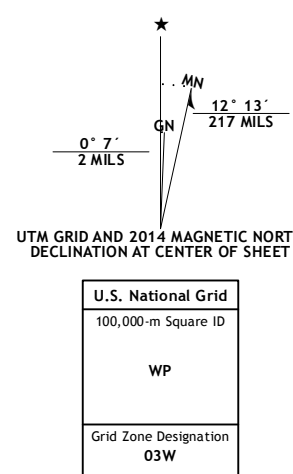 ★
MN
12° 13´
217 MILS
GN
0° 7´
2 MILS
UTM GRID AND 2014 MAGNETIC NORT
DECLINATION AT CENTER OF SHEET
U.S. National Grid
100,000-m Square ID
WP
Grid Zone Designation
03W